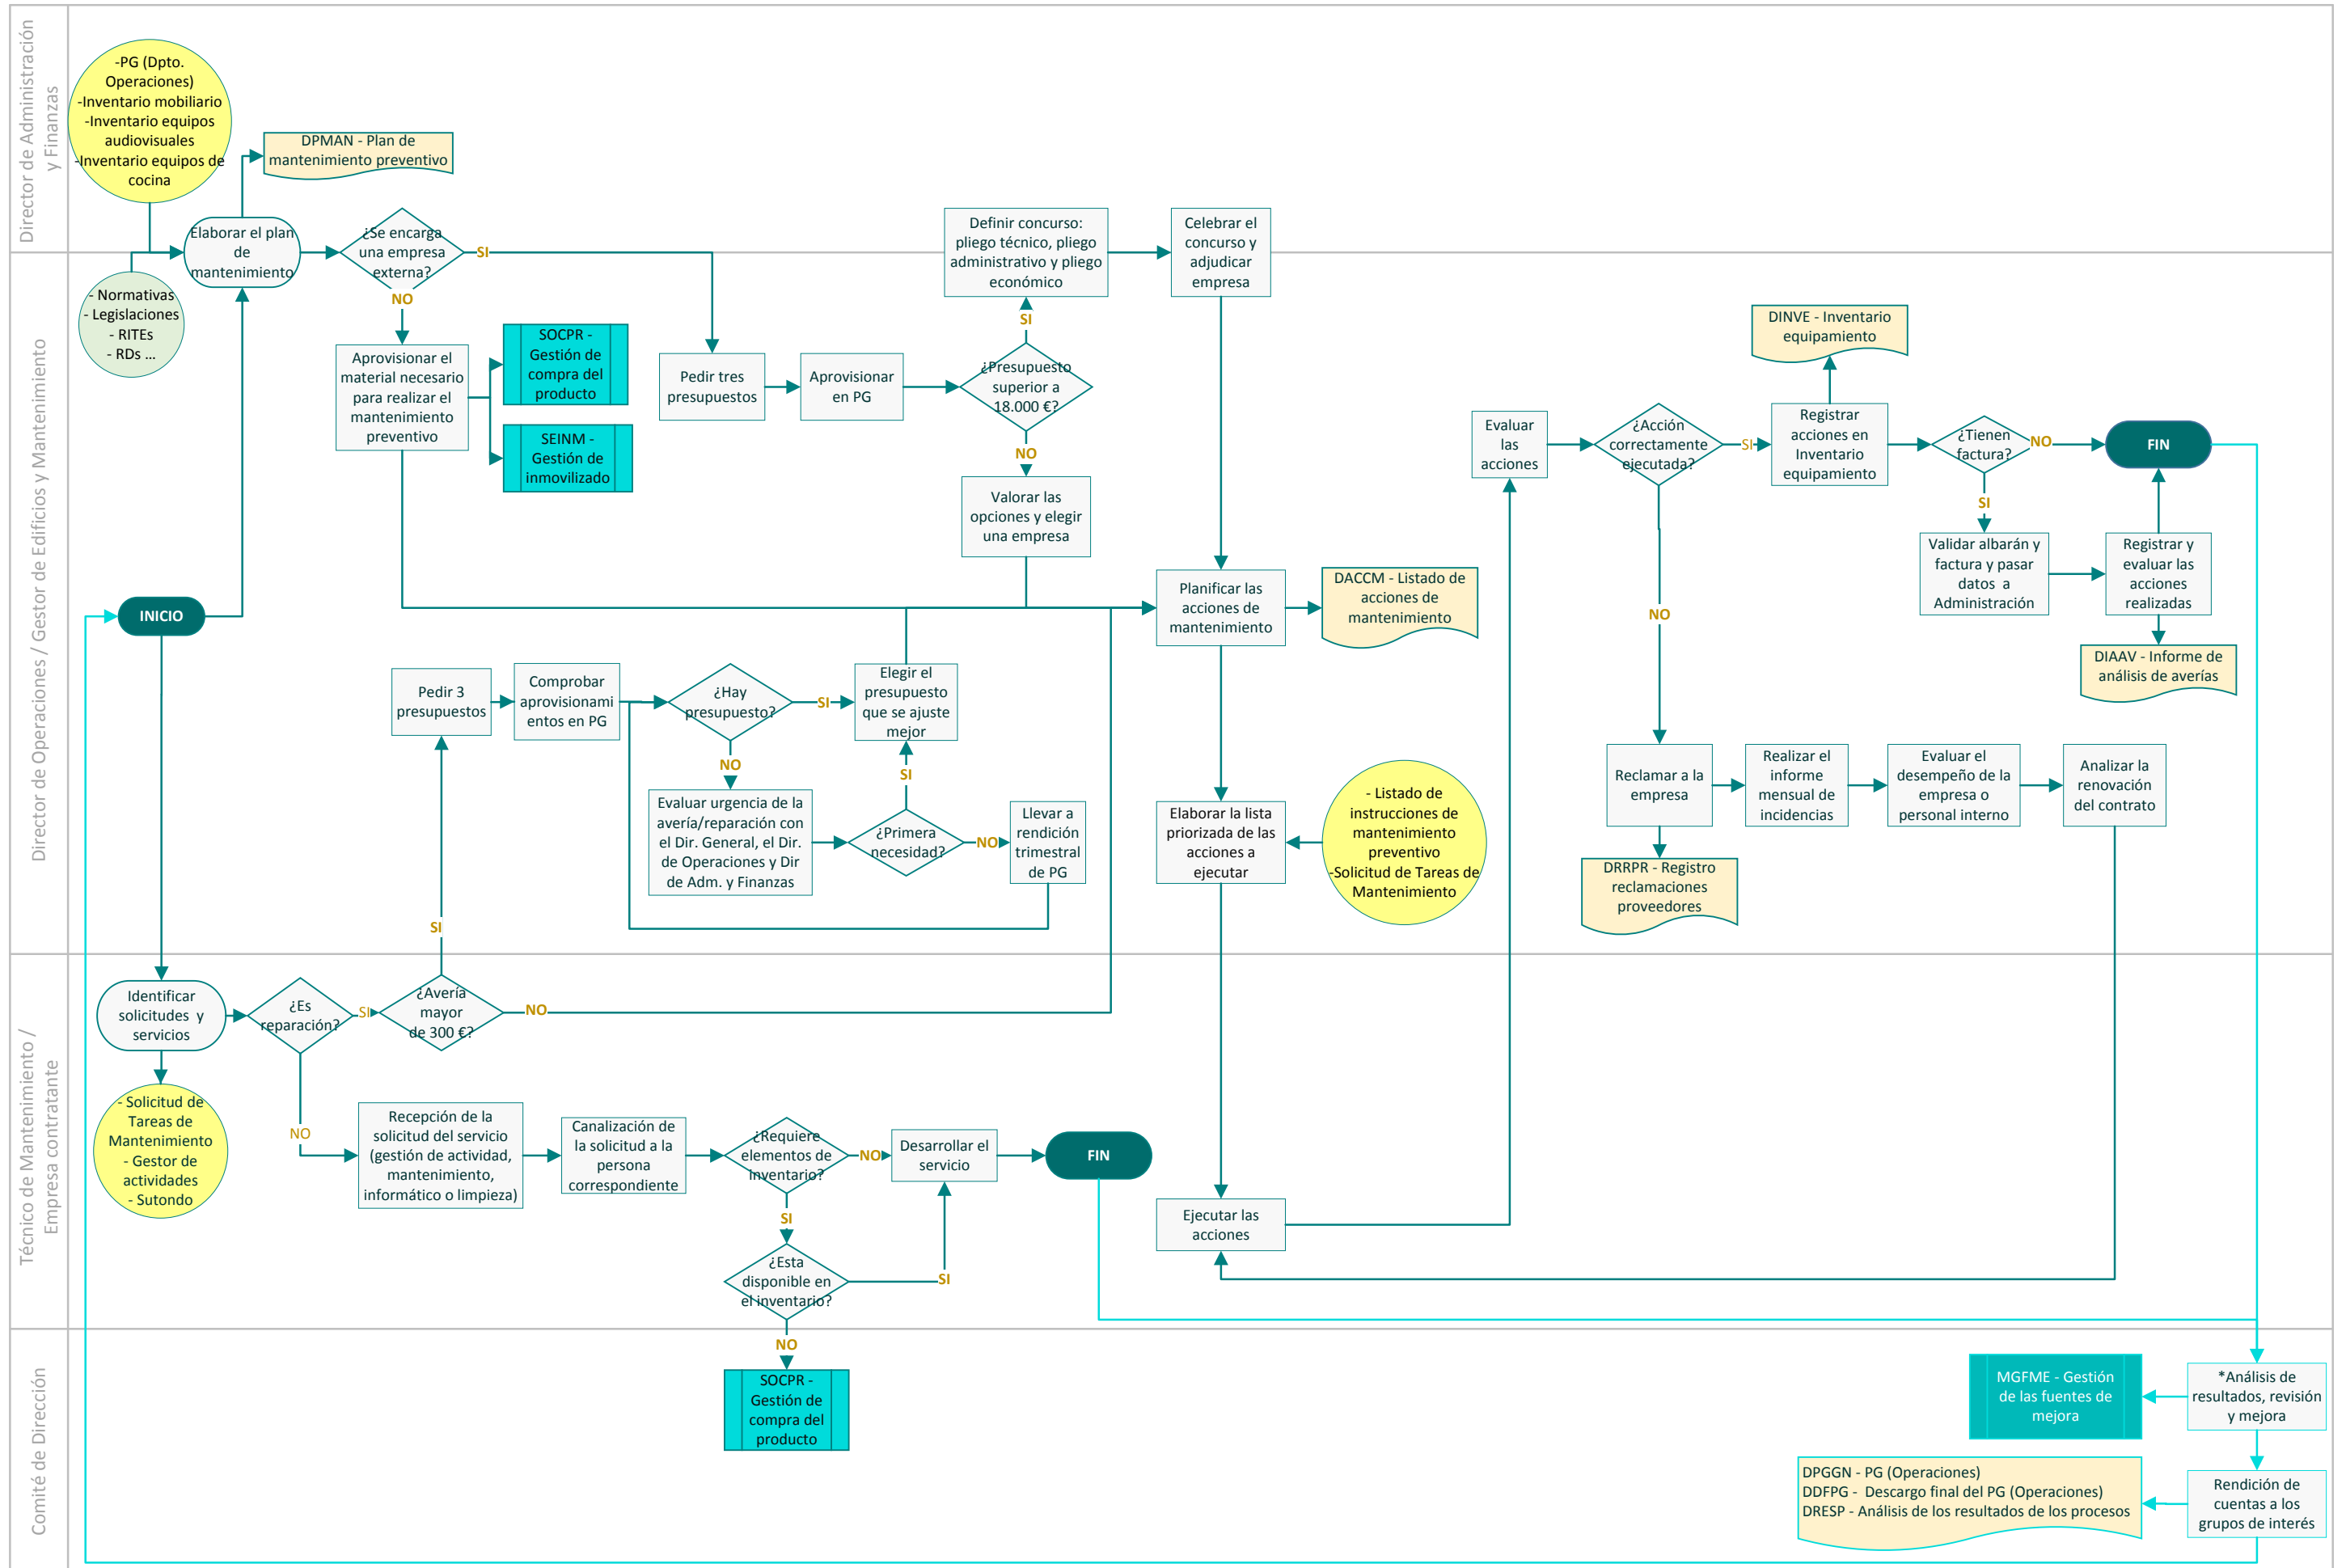 Director de Administración
y Finanzas
-PG (Dpto.
Operaciones)
-Inventario mobiliario
-Inventario equipos
audiovisuales
-Inventario equipos de
cocina
DPMAN - Plan de
mantenimiento preventivo
Elaborar el plan
de
mantenimiento
¿Se encarga
una empresa
externa?
SI
NO
Definir concurso:
pliego técnico, pliego
administrativo y pliego
económico
Celebrar el
concurso y
adjudicar
empresa
Director de Operaciones / Gestor de Edificios y Mantenimiento
- Normativas
- Legislaciones
- RITEs
- RDs ...
Aprovisionar el
material necesario
para realizar el
mantenimiento
preventivo
SOCPR -
Gestión de
compra del
producto
SEINM -
Gestión de
inmovilizado
Pedir tres
presupuestos
Aprovisionar
en PG
SI
¿Presupuesto
superior a
18.000 €?
NO
Valorar las
opciones y elegir
una empresa
DINVE - Inventario
equipamiento
Evaluar
las
acciones
¿Acción
correctamente
ejecutada?
SI
Registrar
acciones en
Inventario
equipamiento
¿Tienen
factura?
NO
FIN
SI
Validar albarán y
factura y pasar
datos a
Administración
Registrar y
evaluar las
acciones
realizadas
DIAAV - Informe de
análisis de averías
INICIO
Planificar las
acciones de
mantenimiento
DACCM - Listado de
acciones de
mantenimiento
NO
Pedir 3
presupuestos
Comprobar
aprovisionami
entos en PG
¿Hay
presupuesto?
SI
Elegir el
presupuesto
que se ajuste
mejor
NO
SI
Evaluar urgencia de la
avería/reparación con
el Dir. General, el Dir.
de Operaciones y Dir
de Adm. y Finanzas
¿Primera
necesidad?
NO
Llevar a
rendición
trimestral
de PG
Elaborar la lista
priorizada de las
acciones a
ejecutar
- Listado de
instrucciones de
mantenimiento
preventivo
-Solicitud de Tareas de
Mantenimiento
Reclamar a la
empresa
Realizar el
informe
mensual de
incidencias
Evaluar el
desempeño de la
empresa o
personal interno
Analizar la
renovación
del contrato
DRRPR - Registro
reclamaciones
proveedores
SI
Técnico de Mantenimiento /
Empresa contratante
Identificar
solicitudes y
servicios
¿Es
reparación?
SI
¿Avería
mayor
de 300 €?
NO
- Solicitud de
Tareas de
Mantenimiento
- Gestor de
actividades
- Sutondo
NO
Recepción de la
solicitud del servicio
(gestión de actividad,
mantenimiento,
informático o limpieza)
Canalización de
la solicitud a la
persona
correspondiente
¿Requiere
elementos de
inventario?
NO
Desarrollar el
servicio
FIN
SI
¿Esta
disponible en
el inventario?
SI
Ejecutar las
acciones
Comité de Dirección
NO
SOCPR -
Gestión de
compra del
producto
MGFME - Gestión
de las fuentes de
mejora
*Análisis de
resultados, revisión
y mejora
DPGGN - PG (Operaciones)
DDFPG - Descargo final del PG (Operaciones)
DRESP - Análisis de los resultados de los procesos
Rendición de
cuentas a los
grupos de interés